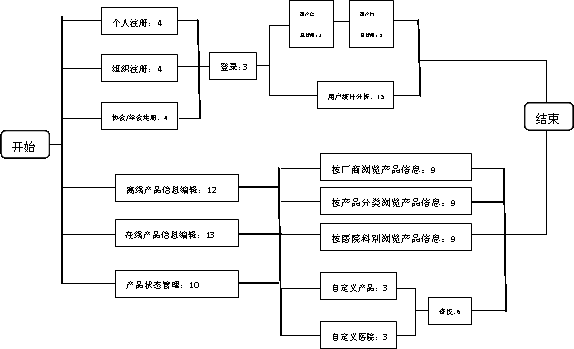 个人注册：4
组织注册：4
协会/学会注册：4
登录：3
用户统计分析：15
开始
结束
离线产品信息编辑：12
在线产品信息编辑：13
产品状态管理：10
按厂商浏览产品信息：9
按产品分类浏览产品信息：9
按医院科别浏览产品信息：9
自定义产品：3
自定义医院：3